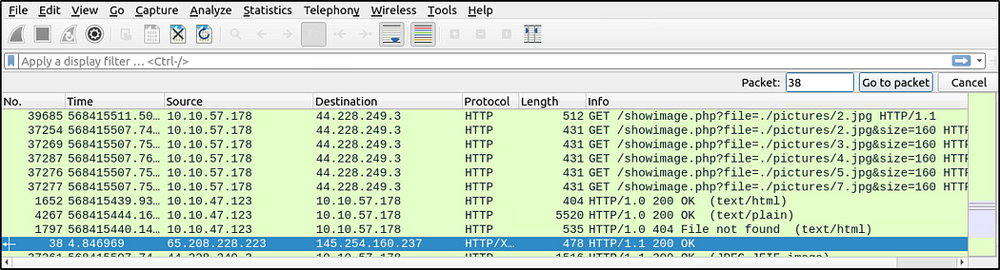 File Edit View Go Capture Analyze Statistics Telephony Wireless Tools Help
Apply a display filter … <Ctrl-/>
Packet: 38 Go to packet Cancel
No. Time Source Destination Protocol Length Info
39685 568415511.50… 10.10.57.178 44.228.249.3 HTTP 512 GET /showimage.php?file=./pictures/2.jpg HTTP/1.1
37254 568415507.74… 10.10.57.178 44.228.249.3 HTTP 431 GET /showimage.php?file=./pictures/2.jpg&size=160 HTTP
37269 568415507.75… 10.10.57.178 44.228.249.3 HTTP 431 GET /showimage.php?file=./pictures/3.jpg&size=160 HTTP
37287 568415507.76… 10.10.57.178 44.228.249.3 HTTP 431 GET /showimage.php?file=./pictures/4.jpg&size=160 HTTP
37276 568415507.75… 10.10.57.178 44.228.249.3 HTTP 431 GET /showimage.php?file=./pictures/5.jpg&size=160 HTTP
37277 568415507.75… 10.10.57.178 44.228.249.3 HTTP 431 GET /showimage.php?file=./pictures/7.jpg&size=160 HTTP
1652 568415439.93… 10.10.47.123 10.10.57.178 HTTP 404 HTTP/1.0 200 OK (text/html)
4267 568415444.16… 10.10.47.123 10.10.57.178 HTTP 5520 HTTP/1.0 200 OK (text/plain)
1797 568415440.14… 10.10.47.123 10.10.57.178 HTTP 535 HTTP/1.0 404 File not found (text/html)
38 4.846969 65.208.228.223 145.254.160.237 HTTP/X… 478 HTTP/1.1 200 OK
37261 568415507.74 44.228.249.3 10.10.57.178 HTTP 1516 HTTP/1.1 200 OK (JPEG JFIF image)